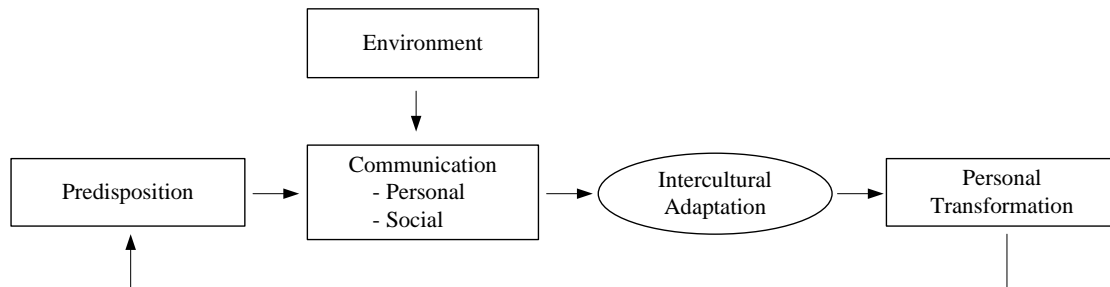 Environment
Predisposition
Communication
- Personal
- Social
Intercultural
Adaptation
Personal
Transformation